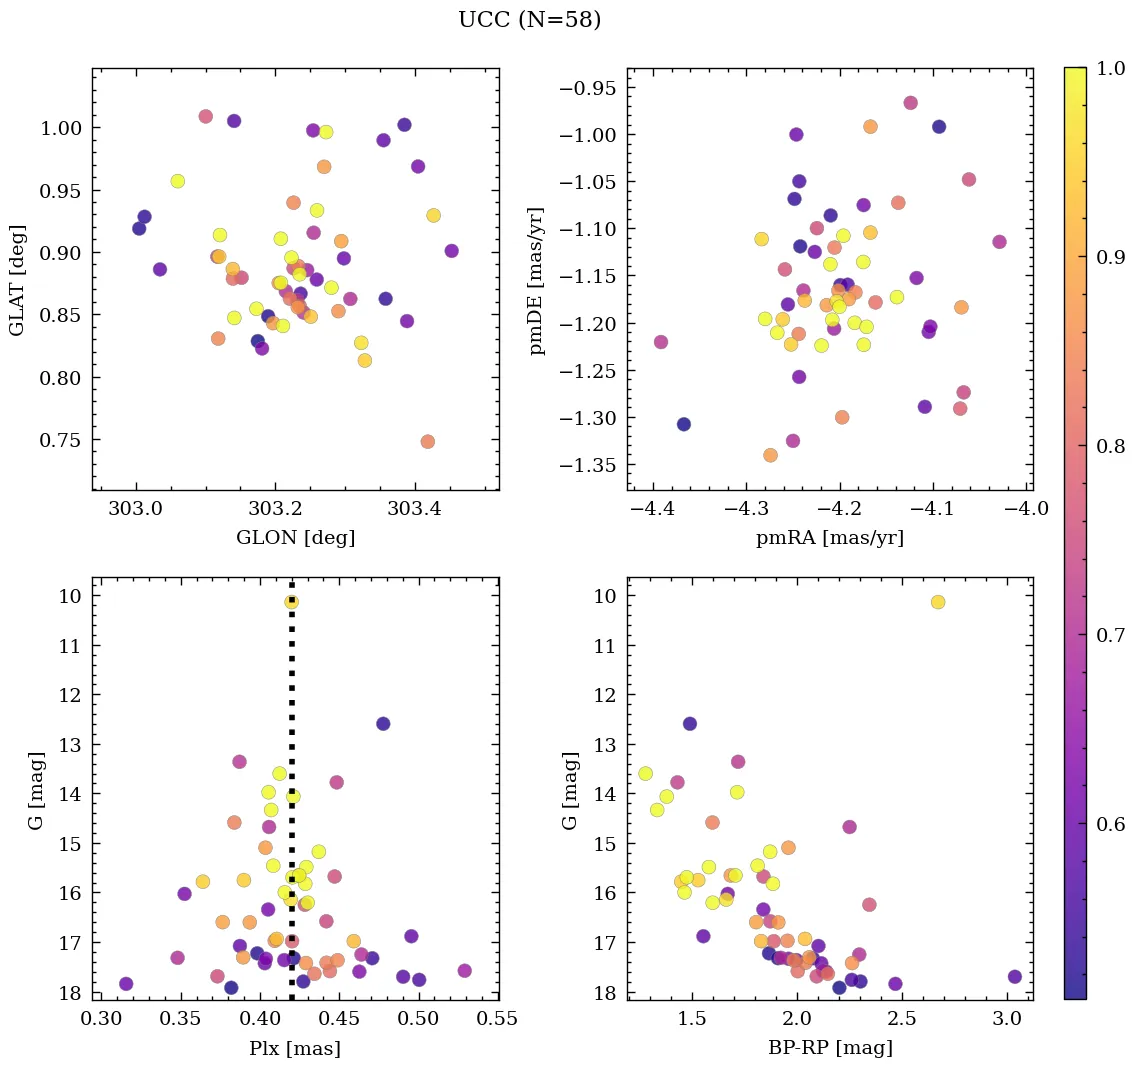 UCC (N=58)
1.00
0.95
0.90
0.85
0.80
0.75
GLAT [deg]
303.0 303.2 303.4
GLON [deg]
−0.95
−1.00
−1.05
−1.10
−1.15
−1.20
−1.25
−1.30
−1.35
pmDE [mas/yr]
−4.4 −4.3 −4.2 −4.1 −4.0
pmRA [mas/yr]
1.0
0.9
0.8
0.7
0.6
10
11
12
13
14
15
16
17
18
G [mag]
0.30 0.35 0.40 0.45 0.50 0.55
Plx [mas]
10
11
12
13
14
15
16
17
18
G [mag]
1.5 2.0 2.5 3.0
BP-RP [mag]